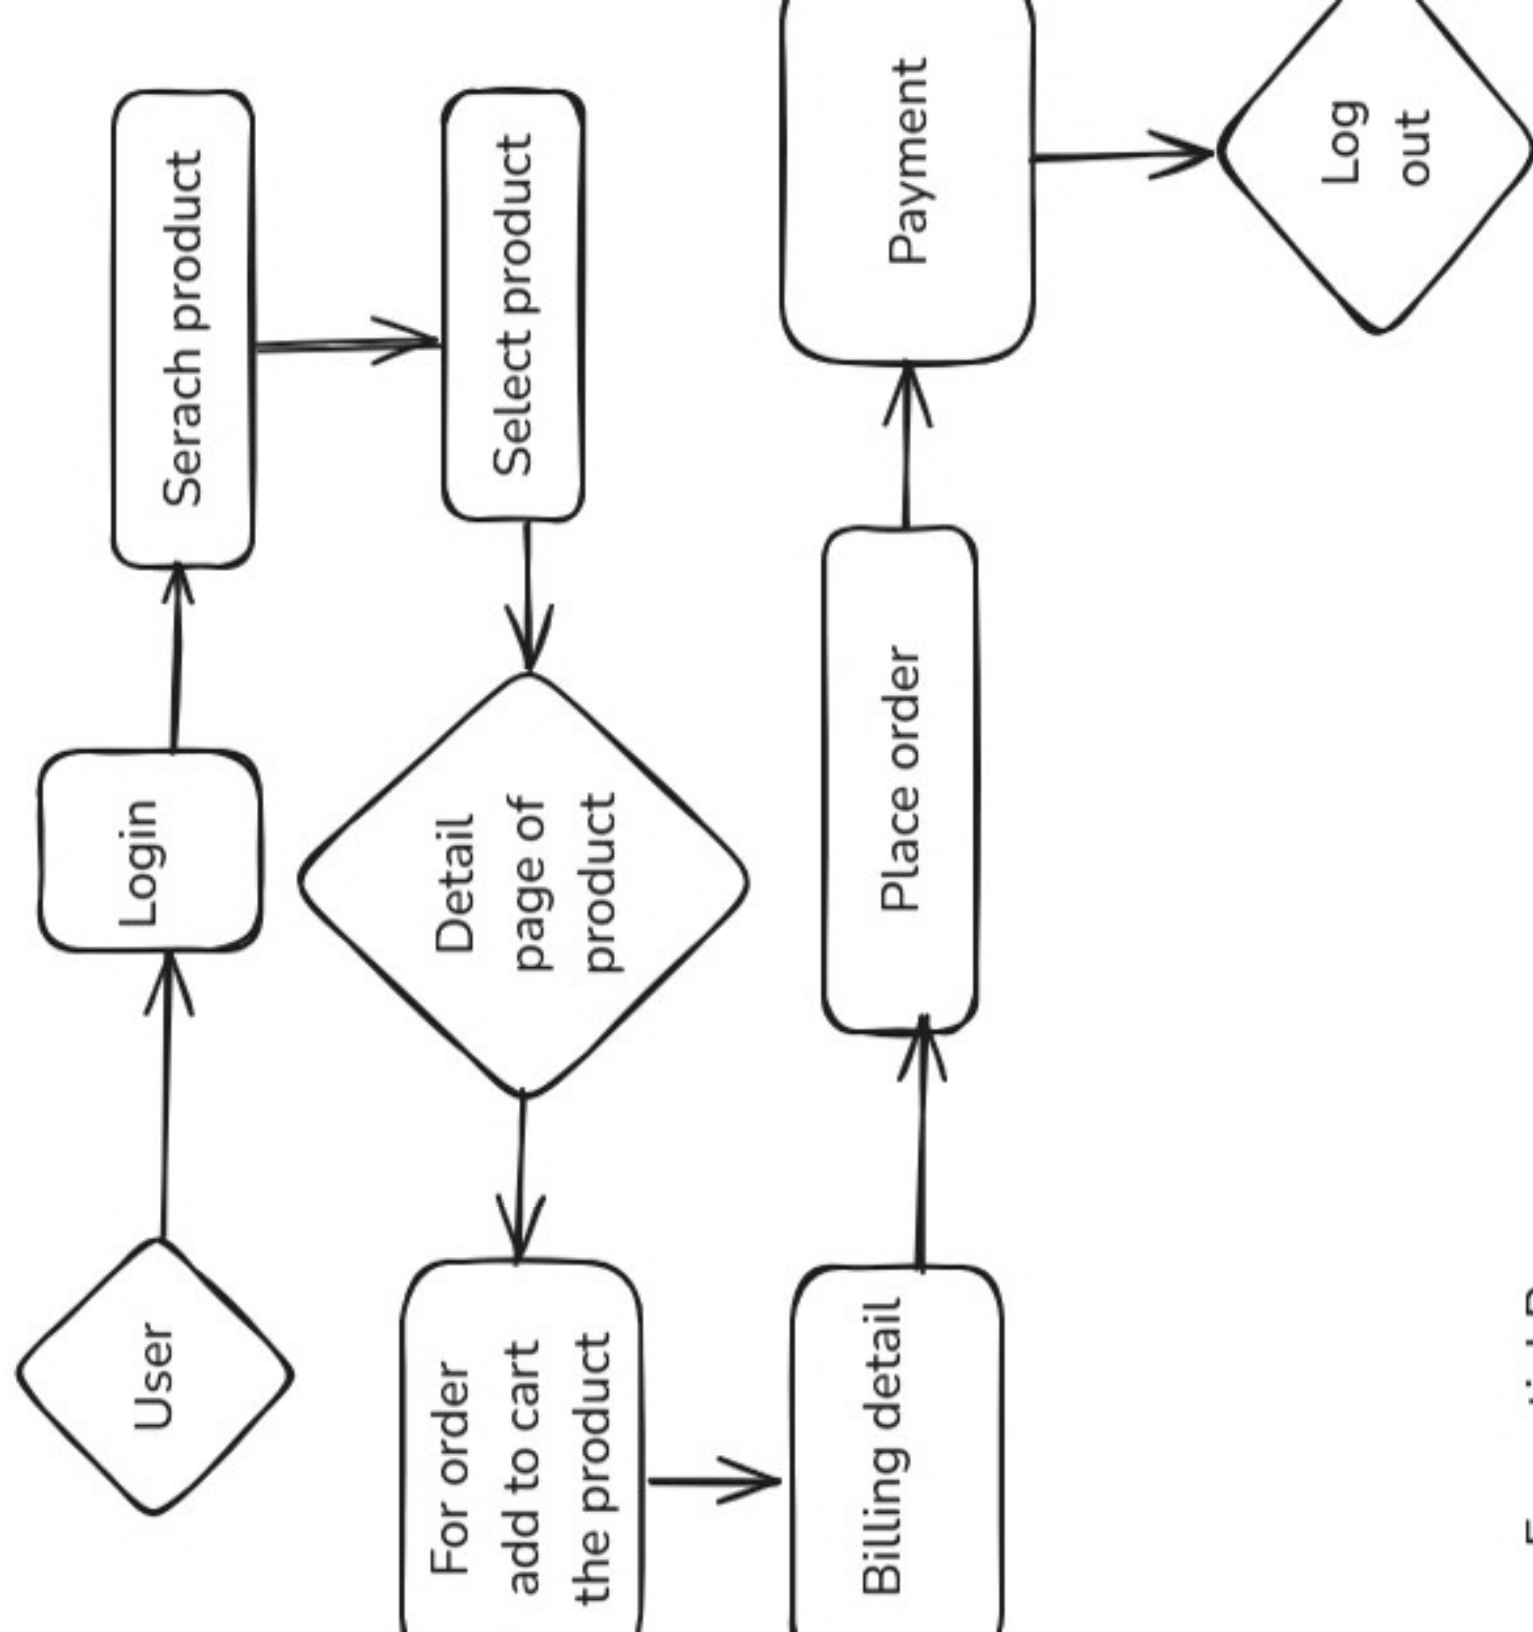 User
Login
Serach product
Select product
Detail
page of
product
For order
add to cart
the product
Billing detail
Place order
Payment
Log
out